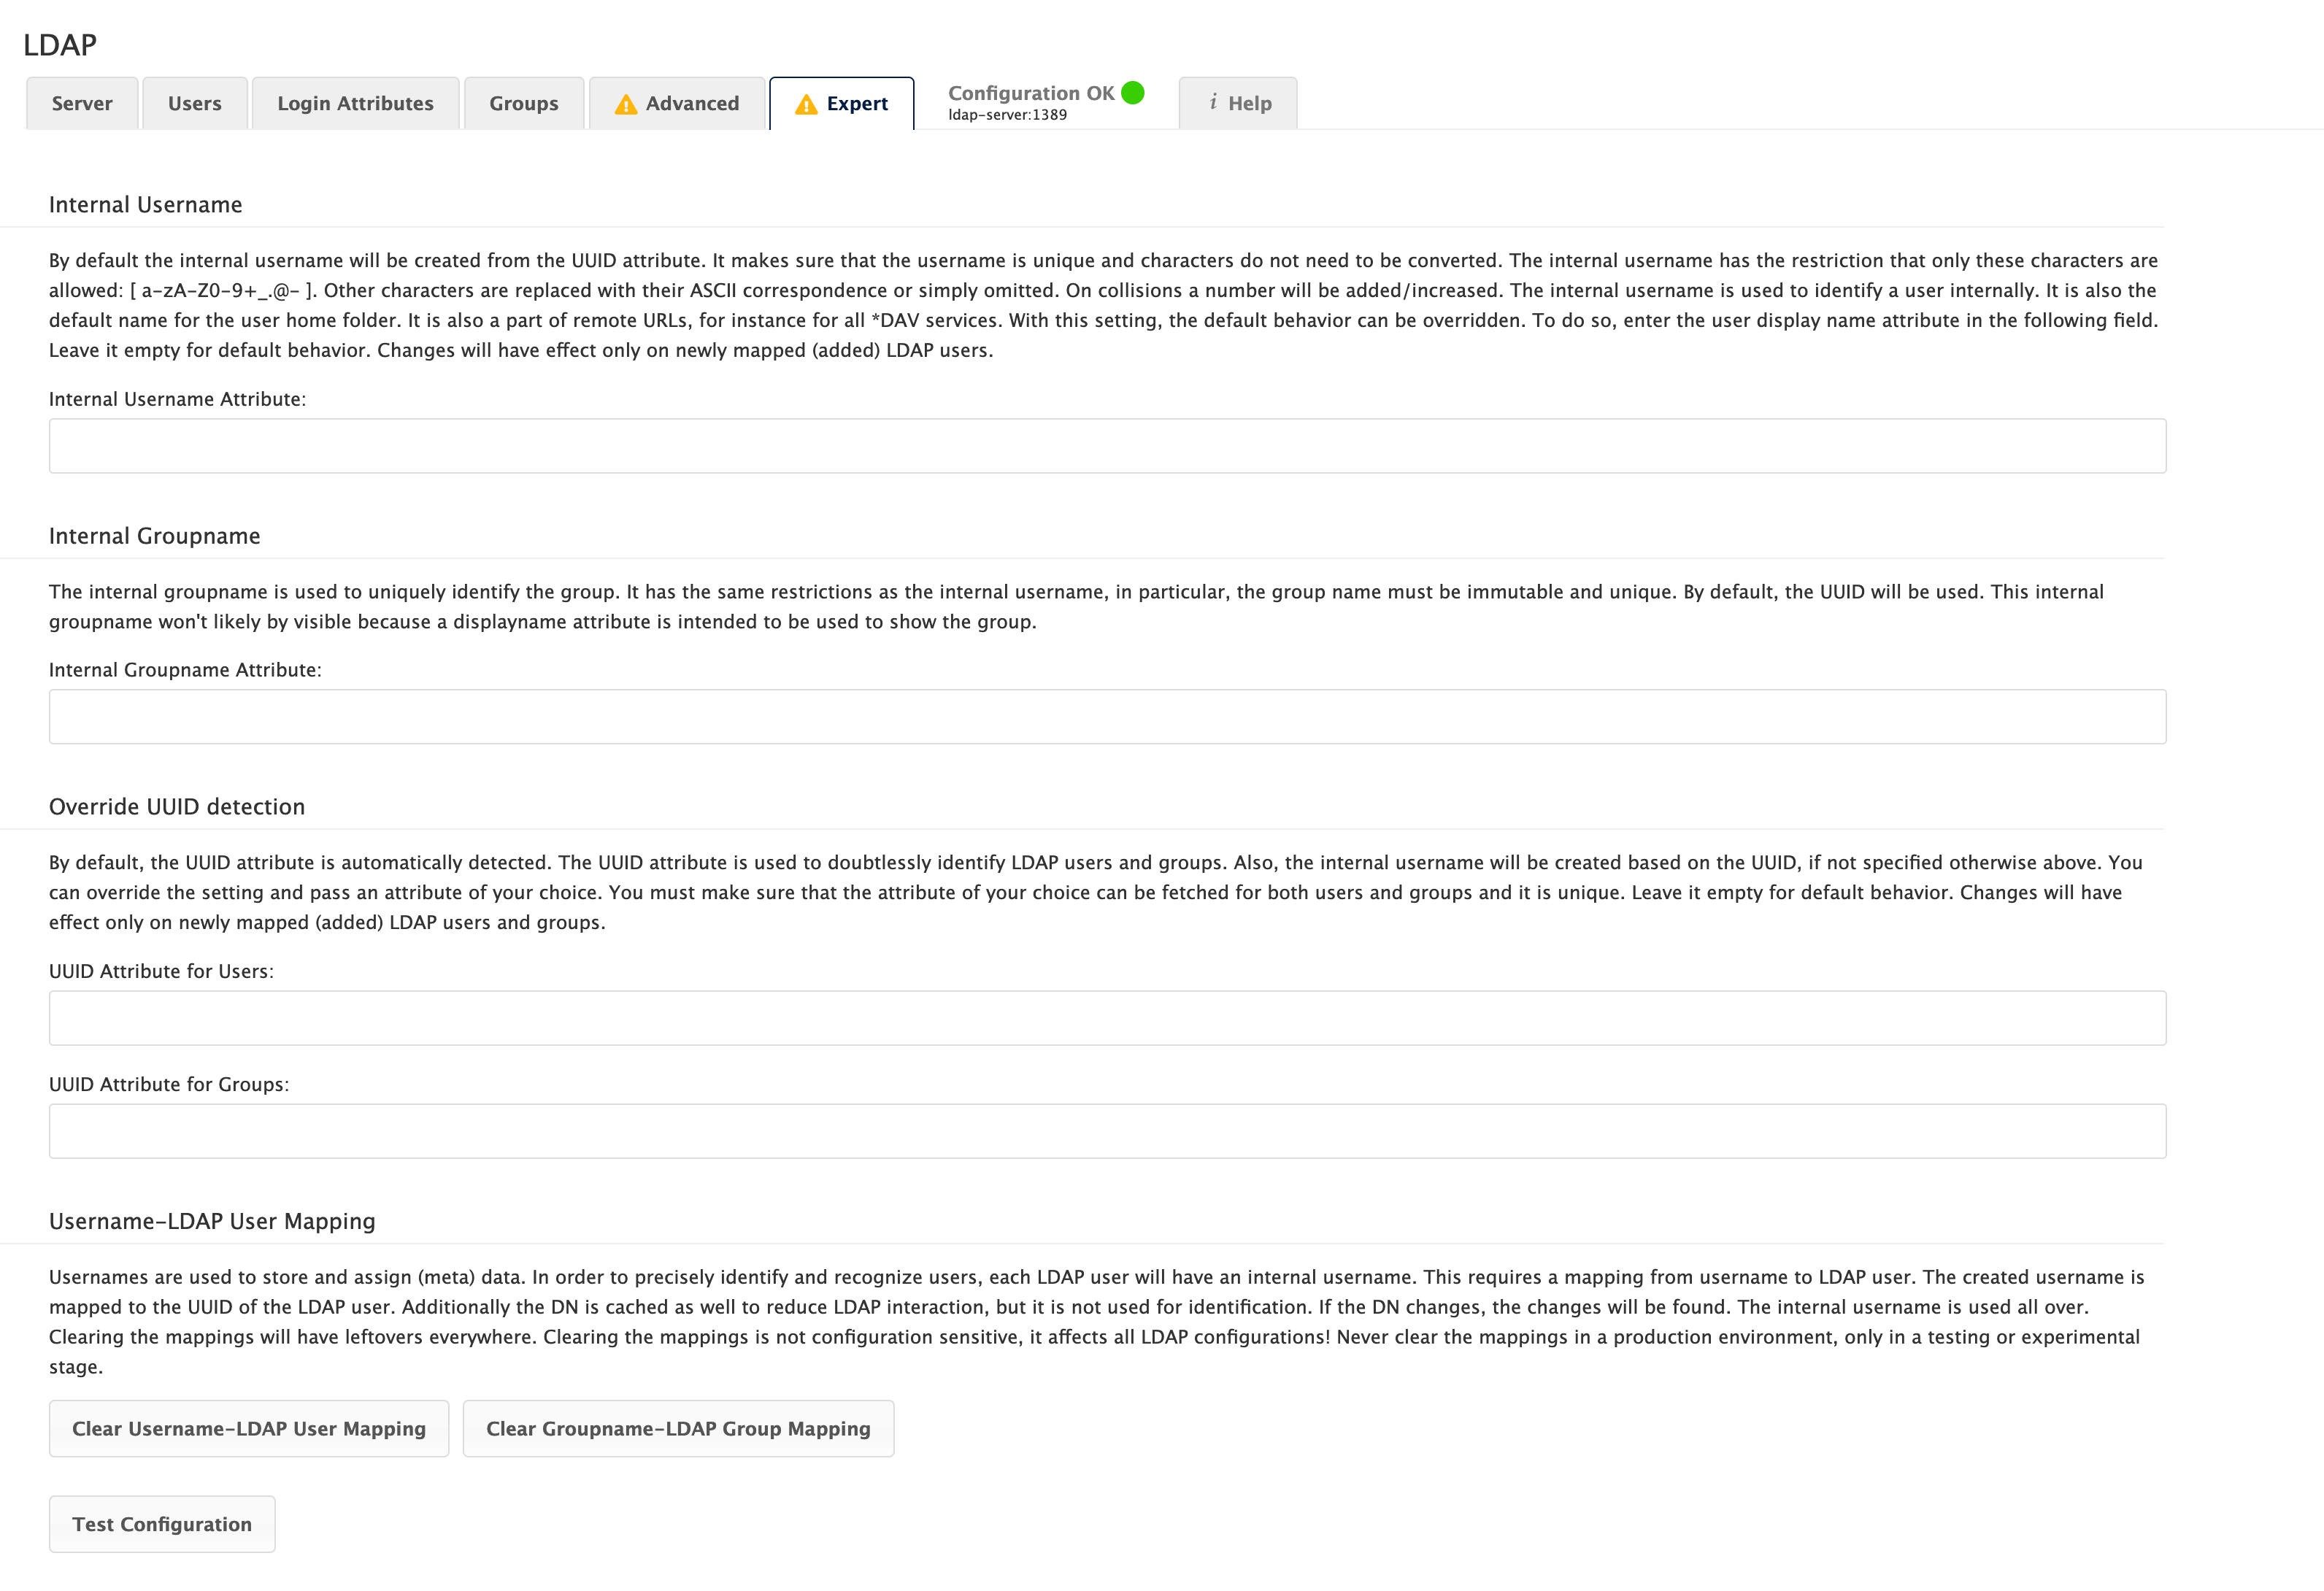 LDAP
Server
Users
Login Attributes
Groups
Advanced
Expert
Configuration OK
ldap-server:1389
i Help
Internal Username
By default the internal username will be created from the UUID attribute. It makes sure that the username is unique and characters do not need to be converted. The internal username has the restriction that only these characters are
allowed: [ a-zA-Z0-9+_.@- ]. Other characters are replaced with their ASCII correspondence or simply omitted. On collisions a number will be added/increased. The internal username is used to identify a user internally. It is also the
default name for the user home folder. It is also a part of remote URLs, for instance for all *DAV services. With this setting, the default behavior can be overridden. To do so, enter the user display name attribute in the following field.
Leave it empty for default behavior. Changes will have effect only on newly mapped (added) LDAP users.
Internal Username Attribute:
Internal Groupname
The internal groupname is used to uniquely identify the group. It has the same restrictions as the internal username, in particular, the group name must be immutable and unique. By default, the UUID will be used. This internal
groupname won't likely by visible because a displayname attribute is intended to be used to show the group.
Internal Groupname Attribute:
Override UUID detection
By default, the UUID attribute is automatically detected. The UUID attribute is used to doubtlessly identify LDAP users and groups. Also, the internal username will be created based on the UUID, if not specified otherwise above. You
can override the setting and pass an attribute of your choice. You must make sure that the attribute of your choice can be fetched for both users and groups and it is unique. Leave it empty for default behavior. Changes will have
effect only on newly mapped (added) LDAP users and groups.
UUID Attribute for Users:
UUID Attribute for Groups:
Username-LDAP User Mapping
Usernames are used to store and assign (meta) data. In order to precisely identify and recognize users, each LDAP user will have an internal username. This requires a mapping from username to LDAP user. The created username is
mapped to the UUID of the LDAP user. Additionally the DN is cached as well to reduce LDAP interaction, but it is not used for identification. If the DN changes, the changes will be found. The internal username is used all over.
Clearing the mappings will have leftovers everywhere. Clearing the mappings is not configuration sensitive, it affects all LDAP configurations! Never clear the mappings in a production environment, only in a testing or experimental
stage.
Clear Username-LDAP User Mapping
Clear Groupname-LDAP Group Mapping
Test Configuration